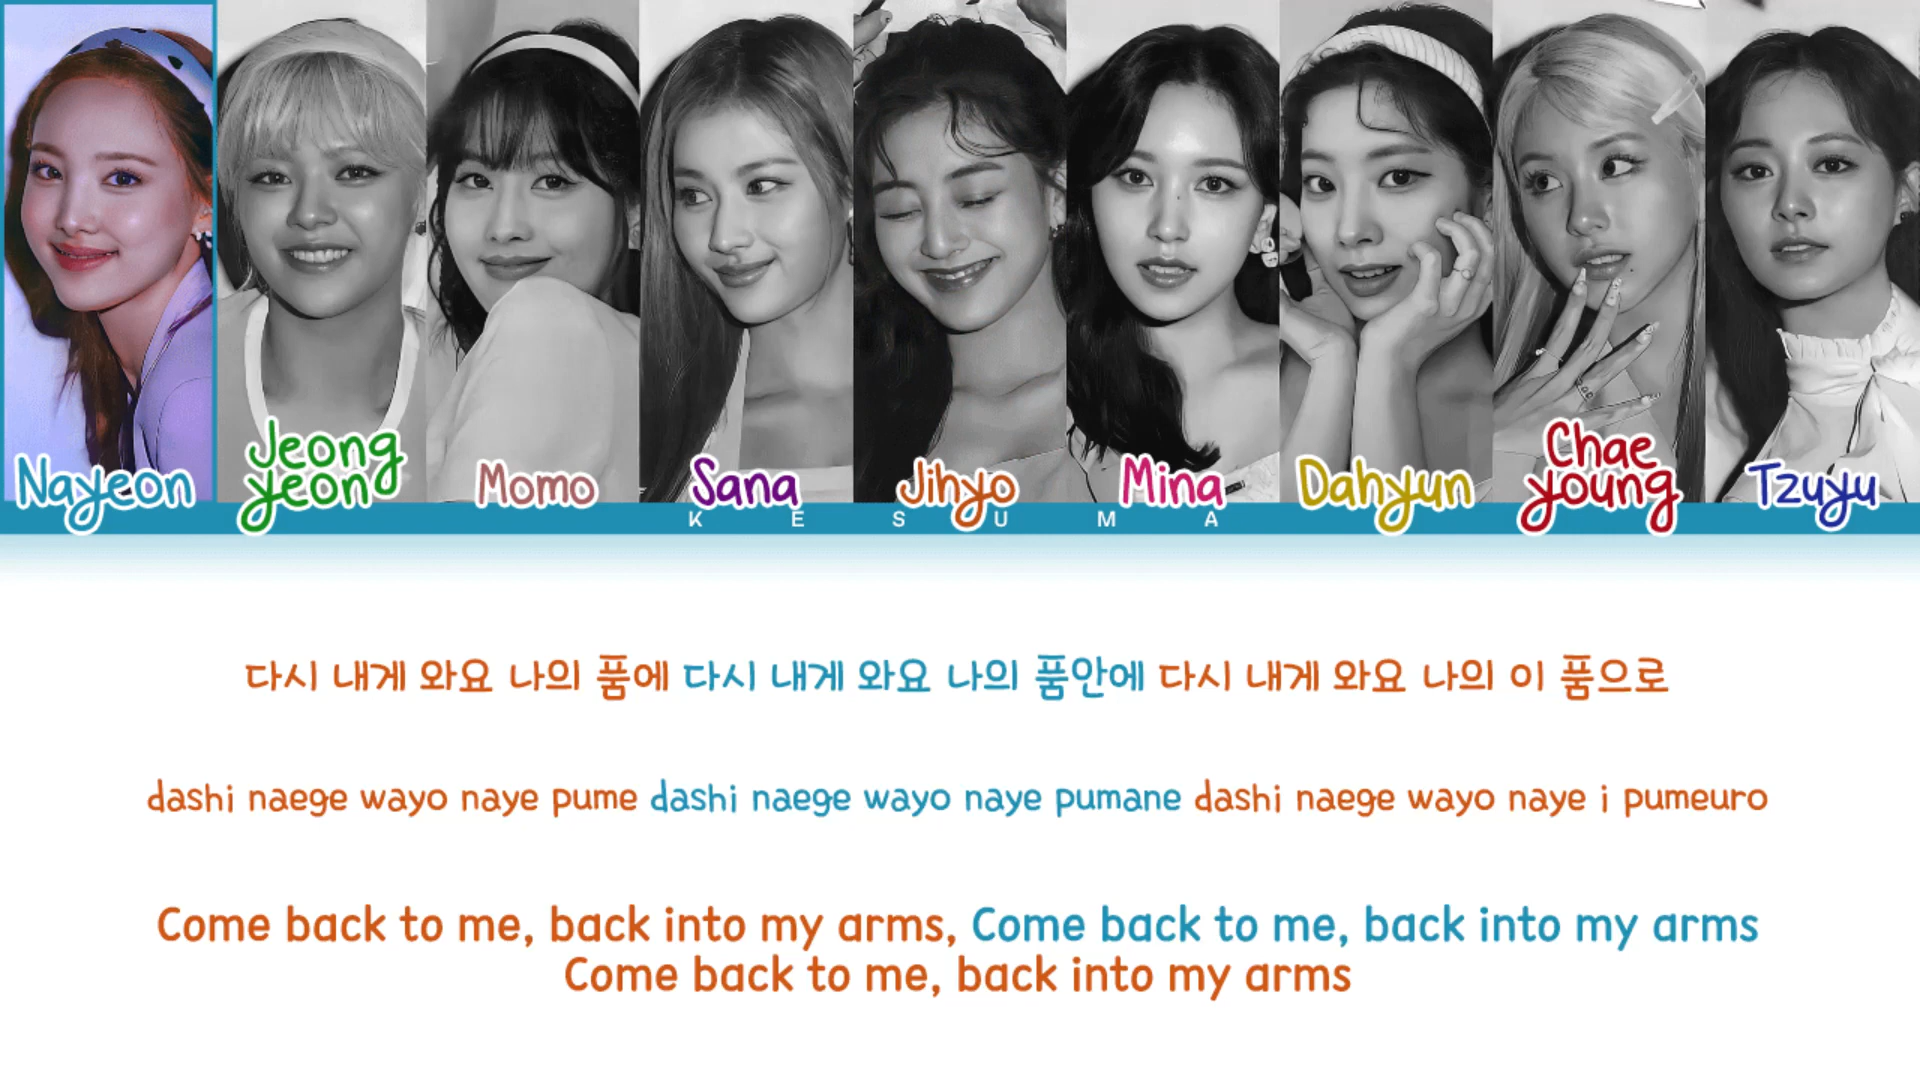 Nayeon
Jeong
yeon
Momo
Sana
Jihyo
Mina
Dahyun
Chae
young
Tzuyu
K E S U M A
다시 내게 와요 나의 품에 다시 내게 와요 나의 품안에 다시 내게 와요 나의 이 품으로
dashi naege wayo naye pume dashi naege wayo naye pumane dashi naege wayo naye i pumeuro
Come back to me, back into my arms, Come back to me, back into my arms
Come back to me, back into my arms